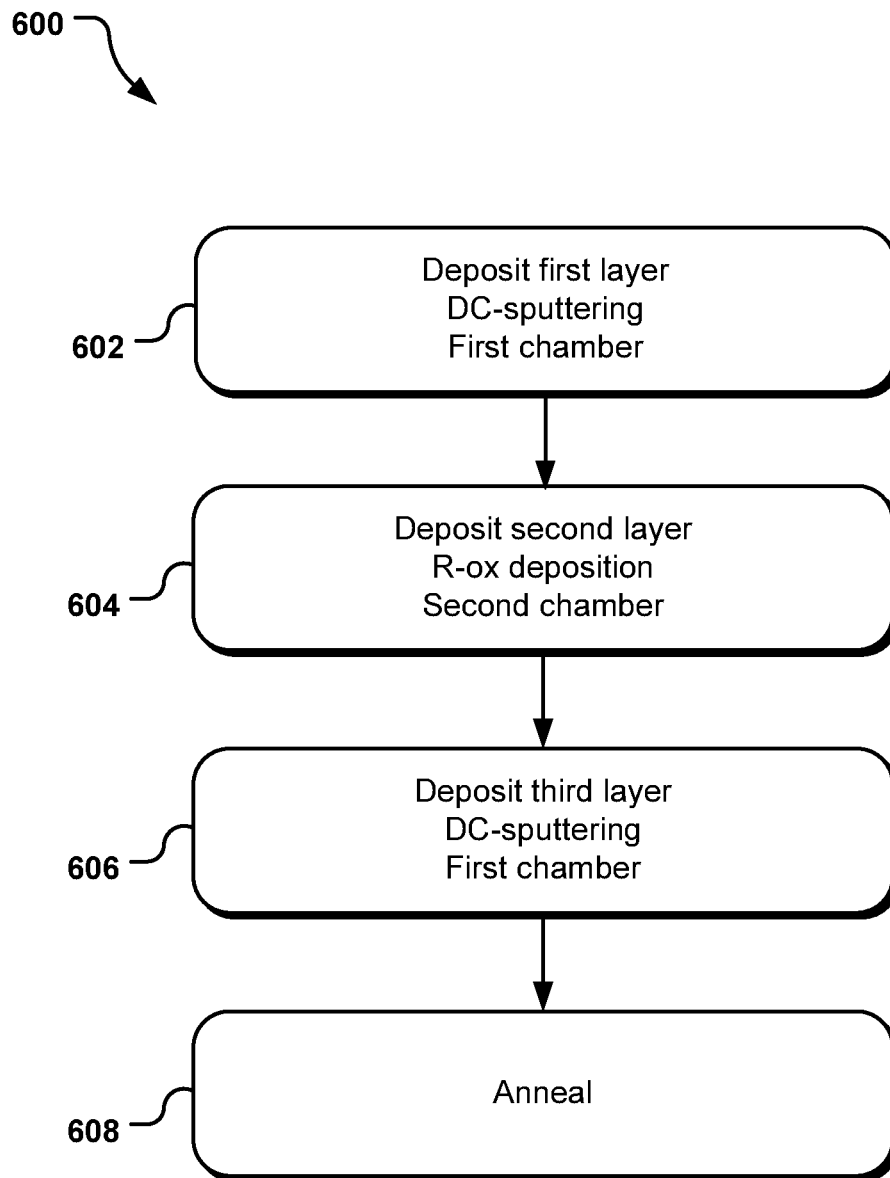 600
Deposit first layer
DC-sputtering
First chamber
602
Deposit second layer
R-ox deposition
Second chamber
604
Deposit third layer
DC-sputtering
First chamber
606
Anneal
608